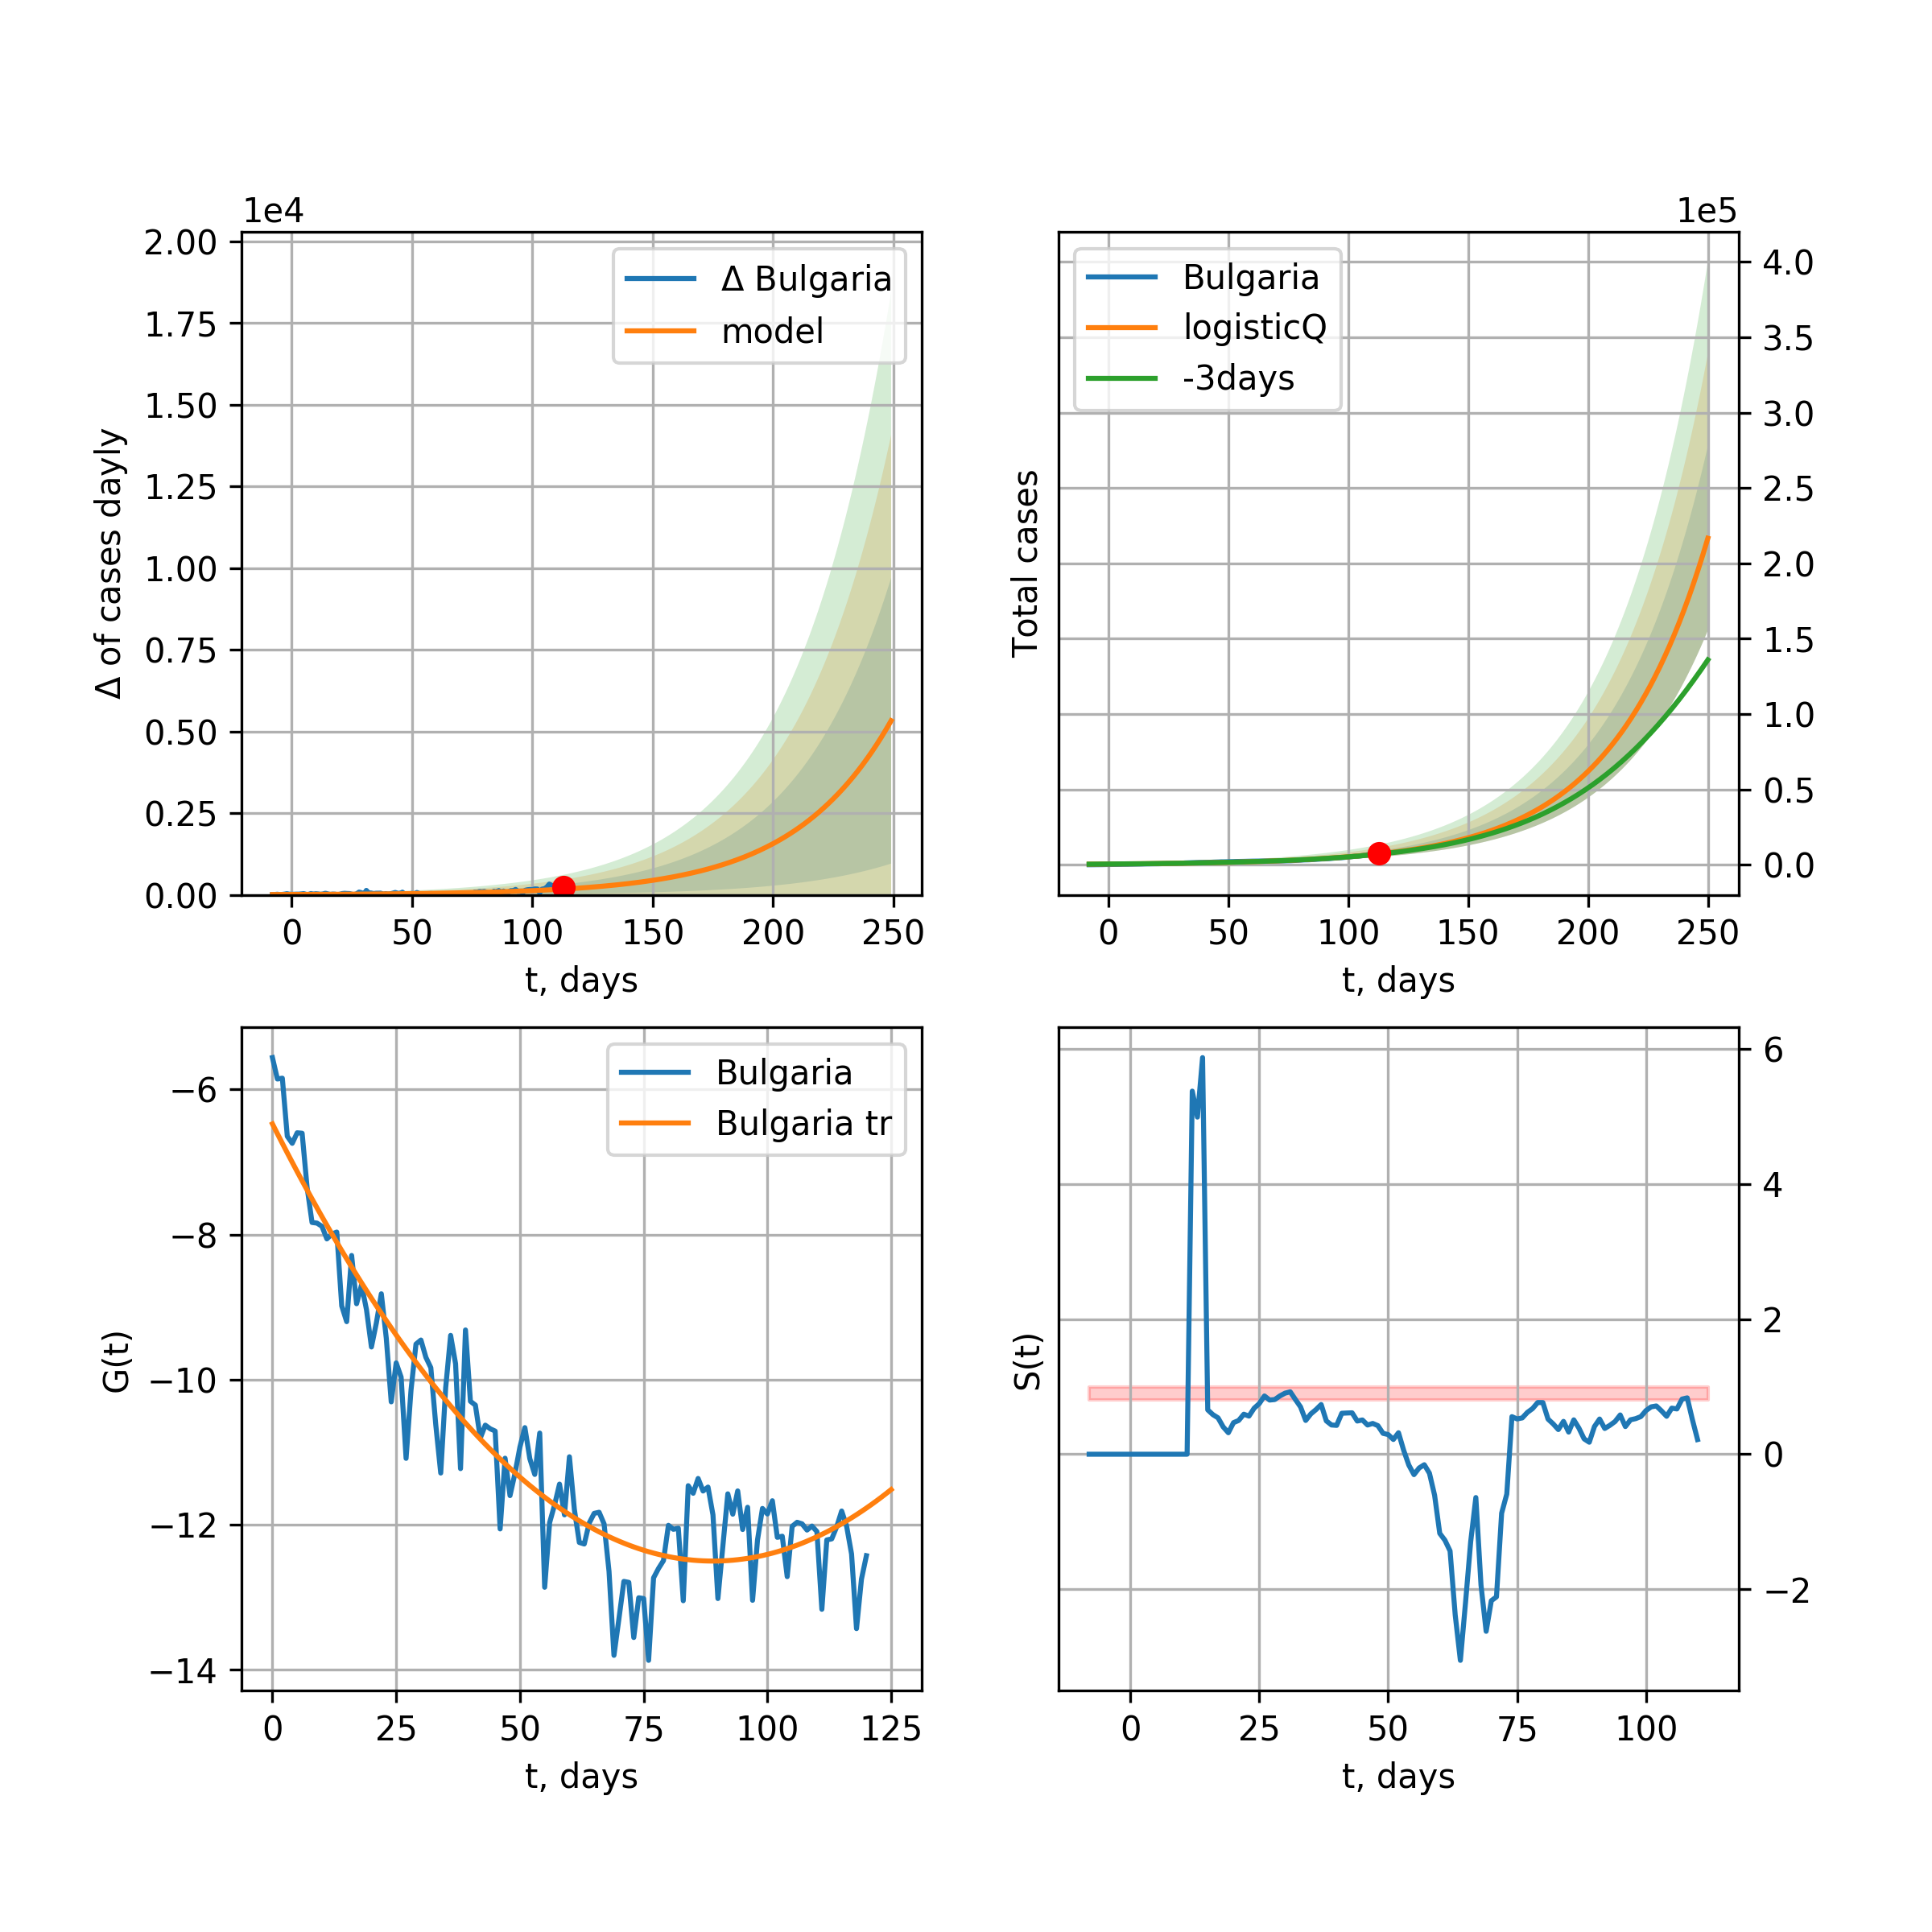 1e4
2.00
1.75
1.50
1.25
1.00
0.75
0.50
0.25
0.00
Δ of cases dayly
Δ Bulgaria
model
0 50 100 150 200 250
t, days
1e5
Bulgaria
logisticQ
-3days
Total cases
4.0
3.5
3.0
2.5
2.0
1.5
1.0
0.5
0.0
0 50 100 150 200 250
t, days
Bulgaria
Bulgaria tr
G(t)
−6
−8
−10
−12
−14
0 25 50 75 100 125
t, days
S(t)
6
4
2
0
−2
0 25 50 75 100
t, days